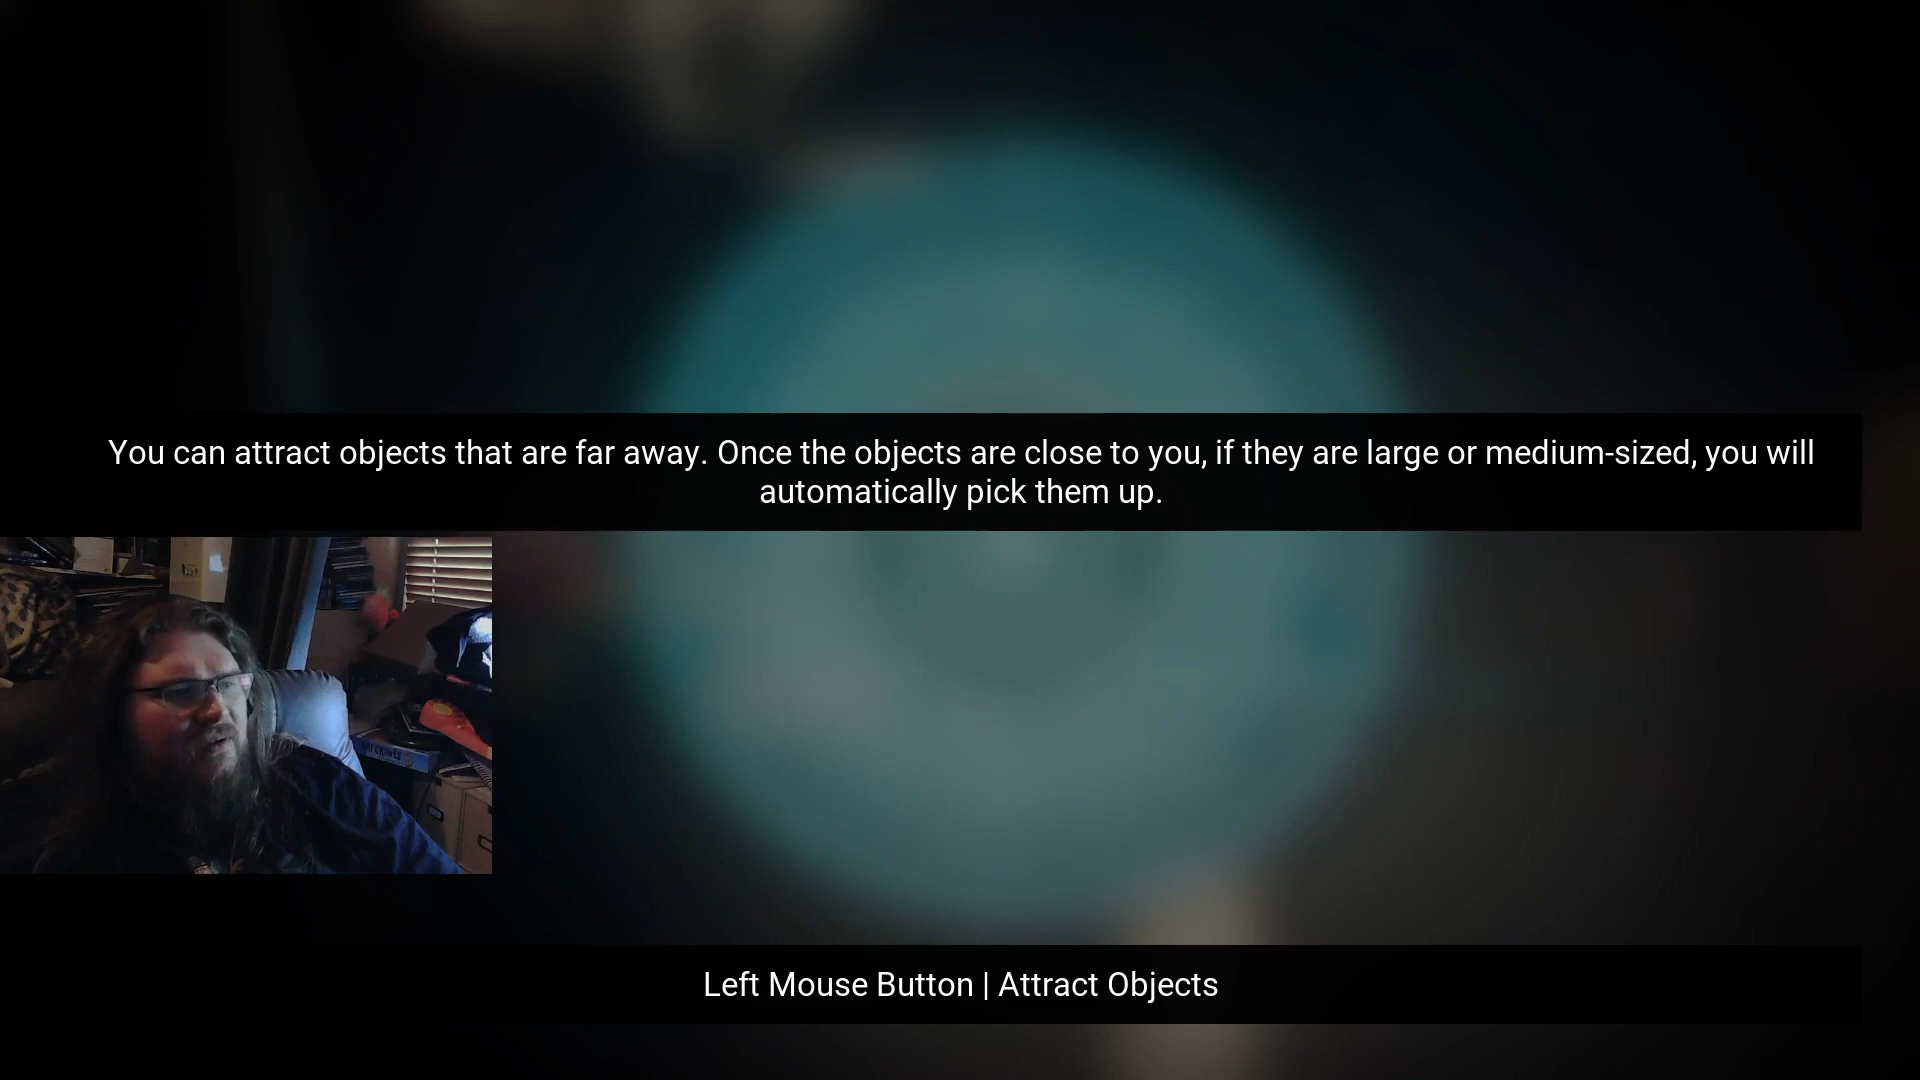 You can attract objects that are far away. Once the objects are close to you, if they are large or medium-sized, you will
automatically pick them up.
Left Mouse Button | Attract Objects